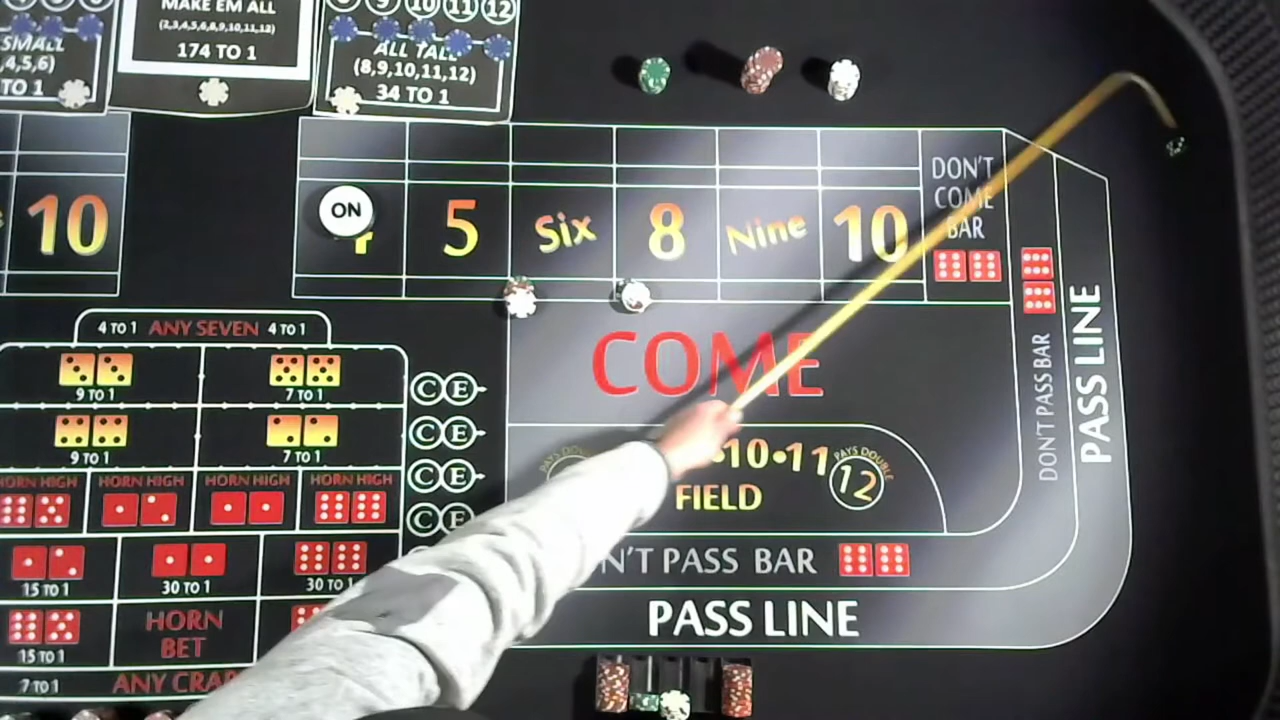 8 9 10 11 12
MAKE EM ALL
(2,3,4,5,6,8,9,10,11,12)
174 TO 1
SMALL
,4,5,6)
TO 1
ALL TALL
(8,9,10,11,12)
34 TO 1
10
ON
5
Six
8
Nine
10
DON'T
COME
BAR
4 TO 1 ANY SEVEN 4 TO 1
9 TO 1
7 TO 1
9 TO 1
7 TO 1
HORN HIGH
HORN HIGH
HORN HIGH
HORN HIGH
15 TO 1
30 TO 1
30 TO 1
15 TO 1
HORN
BET
7 TO 1
ANY CRAP
C E
C E
C E
C E
COME
PAYS DOUBLE
•10•11
PAYS DOUBLE
12
FIELD
N'T PASS BAR
PASS LINE
DON'T PASS BAR
PASS LINE